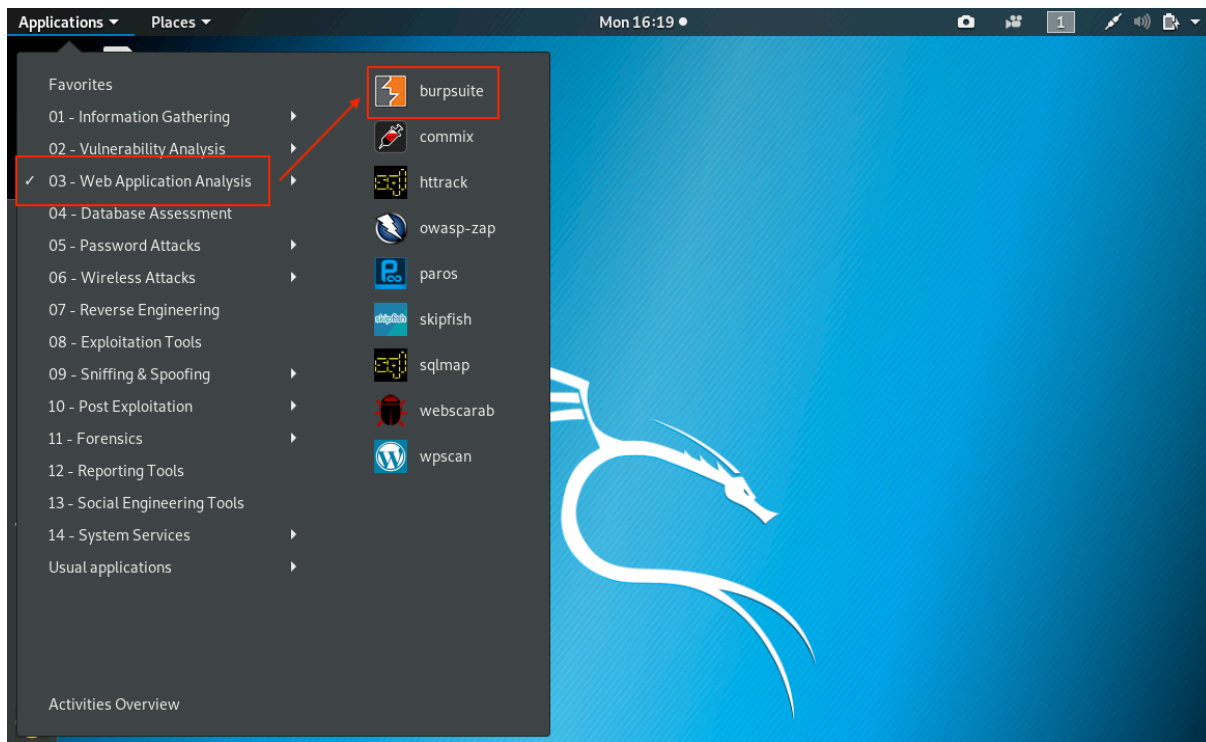 Applications Places Mon 16:19 1
Favorites
01 - Information Gathering
02 - Vulnerability Analysis
✓ 03 - Web Application Analysis
04 - Database Assessment
05 - Password Attacks
06 - Wireless Attacks
07 - Reverse Engineering
08 - Exploitation Tools
09 - Sniffing & Spoofing
10 - Post Exploitation
11 - Forensics
12 - Reporting Tools
13 - Social Engineering Tools
14 - System Services
Usual applications
Activities Overview
burpsuite
commix
httrack
owasp-zap
paros
skipfish
skipfish
sqlmap
webscarab
wpscan